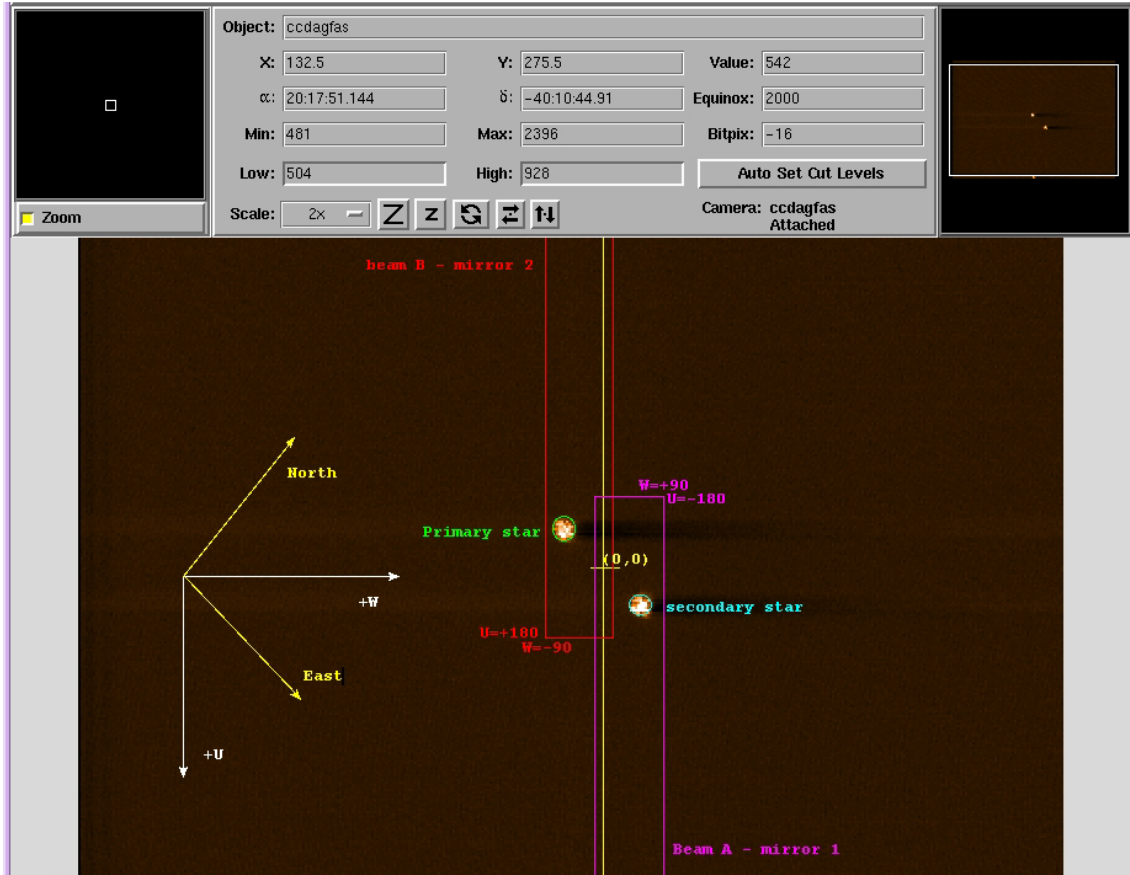 Object: ccdagfas
X: 132.5 Y: 275.5 Value: 542
α: 20:17:51.144 δ: -40:10:44.91 Equinox: 2000
Min: 481 Max: 2396 Bitpix: -16
Low: 504 High: 928 Auto Set Cut Levels
Zoom Scale: 2x Z z Camera: ccdagfas
Attached
beam B - mirror 2
North
W=+90
U=-180
Primary star
(0,0)
+W
secondary star
U=+180
W=-90
East
+U
Beam A - mirror 1